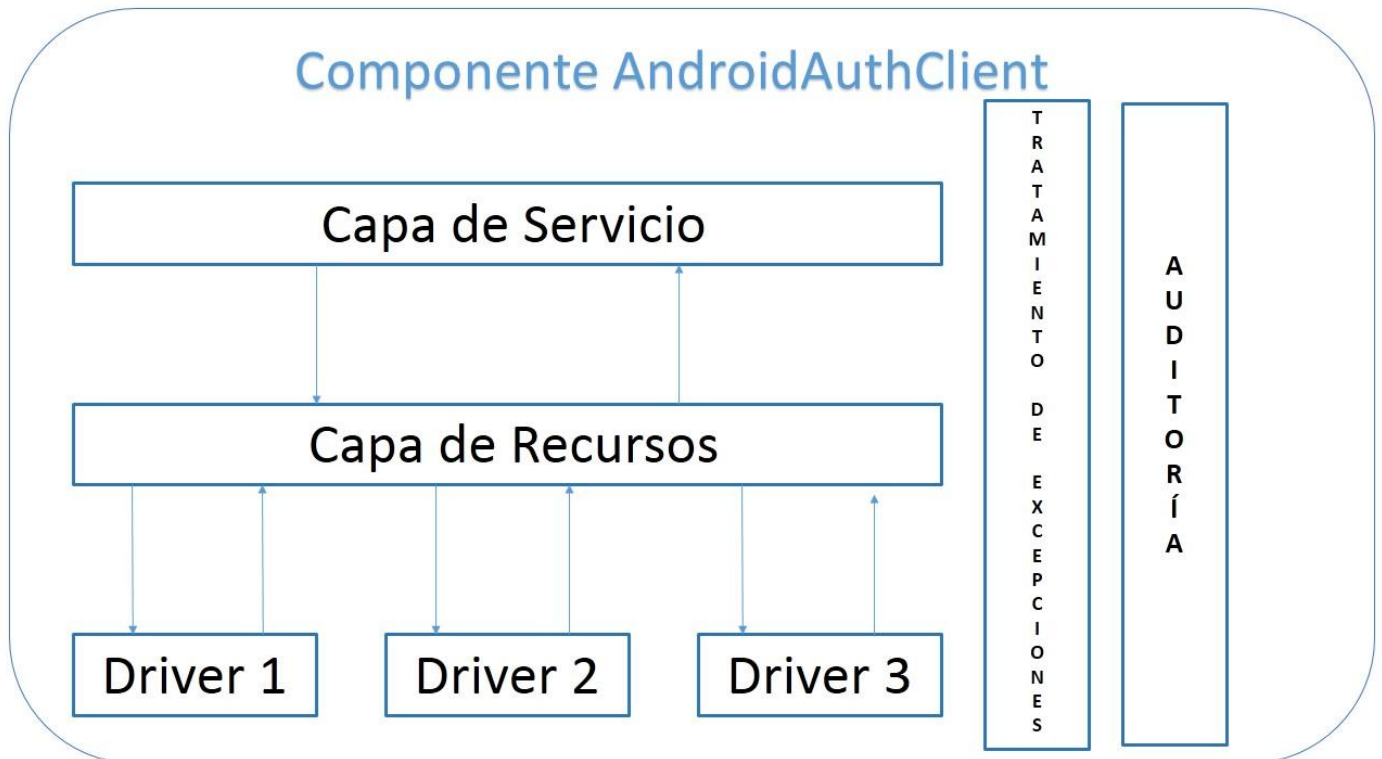 Componente AndroidAuthClient
Capa de Servicio
Capa de Recursos
Driver 1
Driver 2
Driver 3
TRATAMIENTO DE EXCEPCIONES
AUDITORÍA